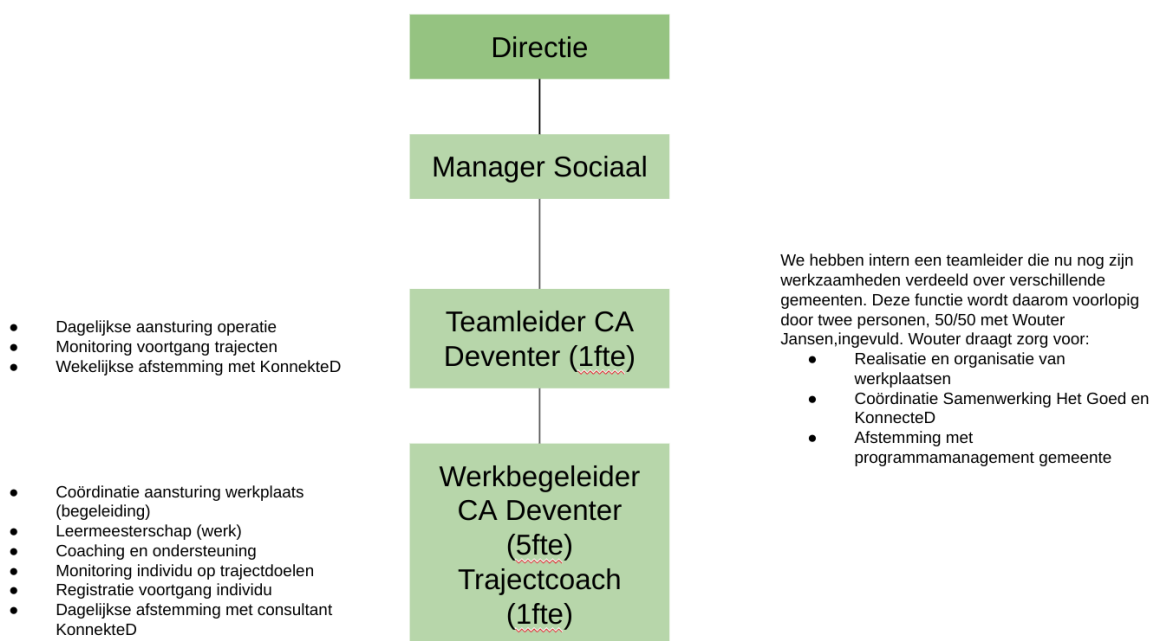 Directie
Manager Sociaal
We hebben intern een teamleider die nu nog zijn
werkzaamheden verdeeld over verschillende
gemeenten. Deze functie wordt daarom voorlopig
door twee personen, 50/50 met Wouter
Jansen,ingevuld. Wouter draagt zorg voor:
● Realisatie en organisatie van
werkplaatsen
● Coördinatie Samenwerking Het Goed en
KonnecteD
● Afstemming met
programmamanagement gemeente
Teamleider CA
Deventer (1fte)
● Dagelijkse aansturing operatie
● Monitoring voortgang trajecten
● Wekelijkse afstemming met KonnekteD
Werkbegeleider
CA Deventer
(5fte)
Trajectcoach
(1fte)
● Coördinatie aansturing werkplaats
(begeleiding)
● Leermeesterschap (werk)
● Coaching en ondersteuning
● Monitoring individu op trajectdoelen
● Registratie voortgang individu
● Dagelijkse afstemming met consultant
KonnekteD